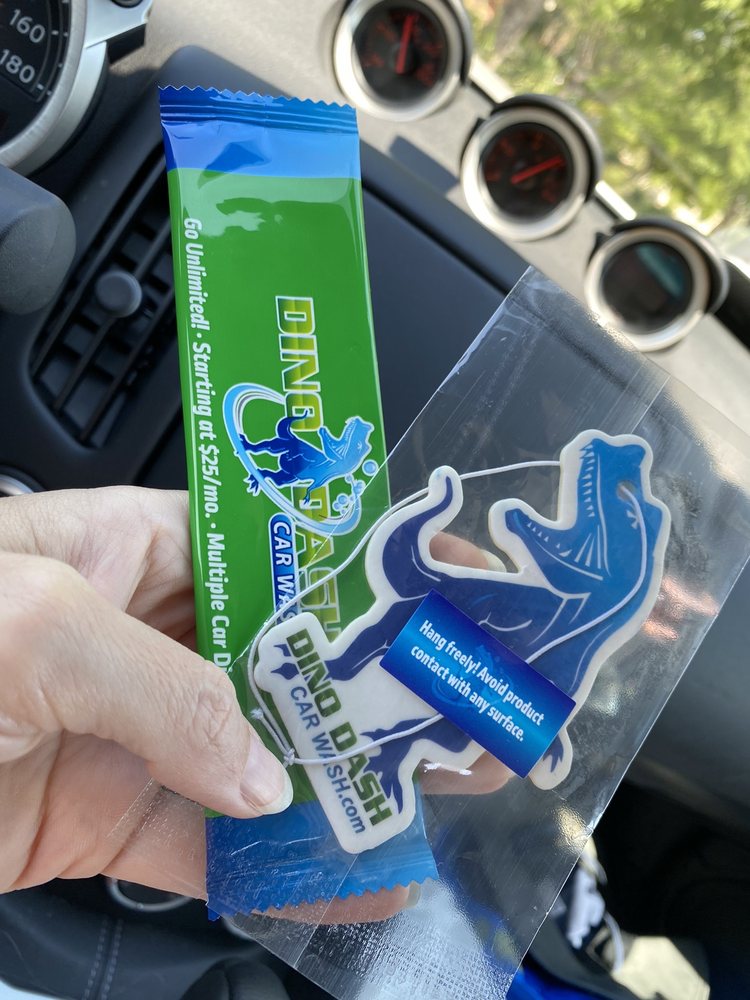 160
180
Go Unlimited! · Starting at $25/mo. · Multiple Car
DINO
DASH
CAR
DINO DASH
CAR WASH.com
Hang freely! Avoid product
contact with any surface.